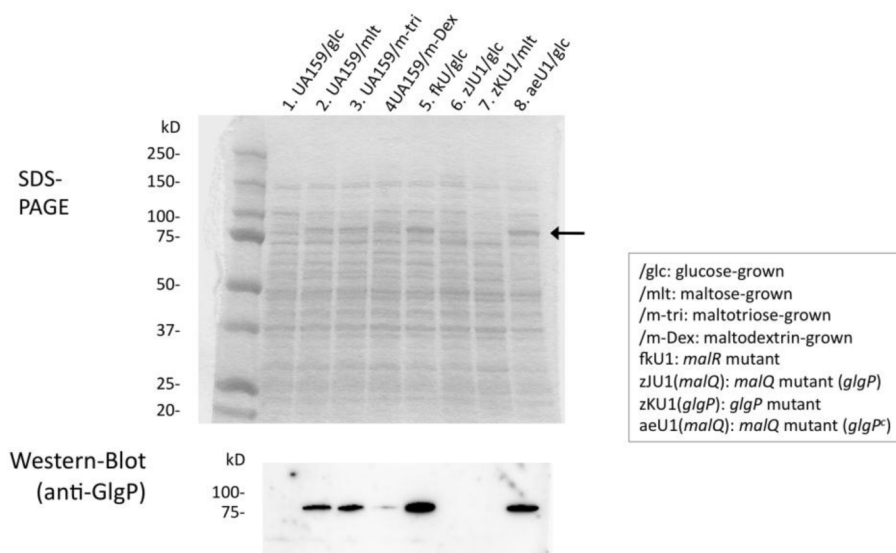 1. UA159/glc
2. UA159/mlt
3. UA159/m-tri
4UA159/m-Dex
5. fkU/glc
6. zJU1/glc
7. zKU1/mlt
8. aeU1/glc
kD
250-
150-
100-
75-
50-
37-
25-
20-
SDS-
PAGE
/glc: glucose-grown
/mlt: maltose-grown
/m-tri: maltotriose-grown
/m-Dex: maltodextrin-grown
fkU1: malR mutant
zJU1(malQ): malQ mutant (glgP)
zKU1(glgP): glgP mutant
aeU1(malQ): malQ mutant (glgPᶜ)
Western-Blot
(anti-GlgP)
kD
100-
75-